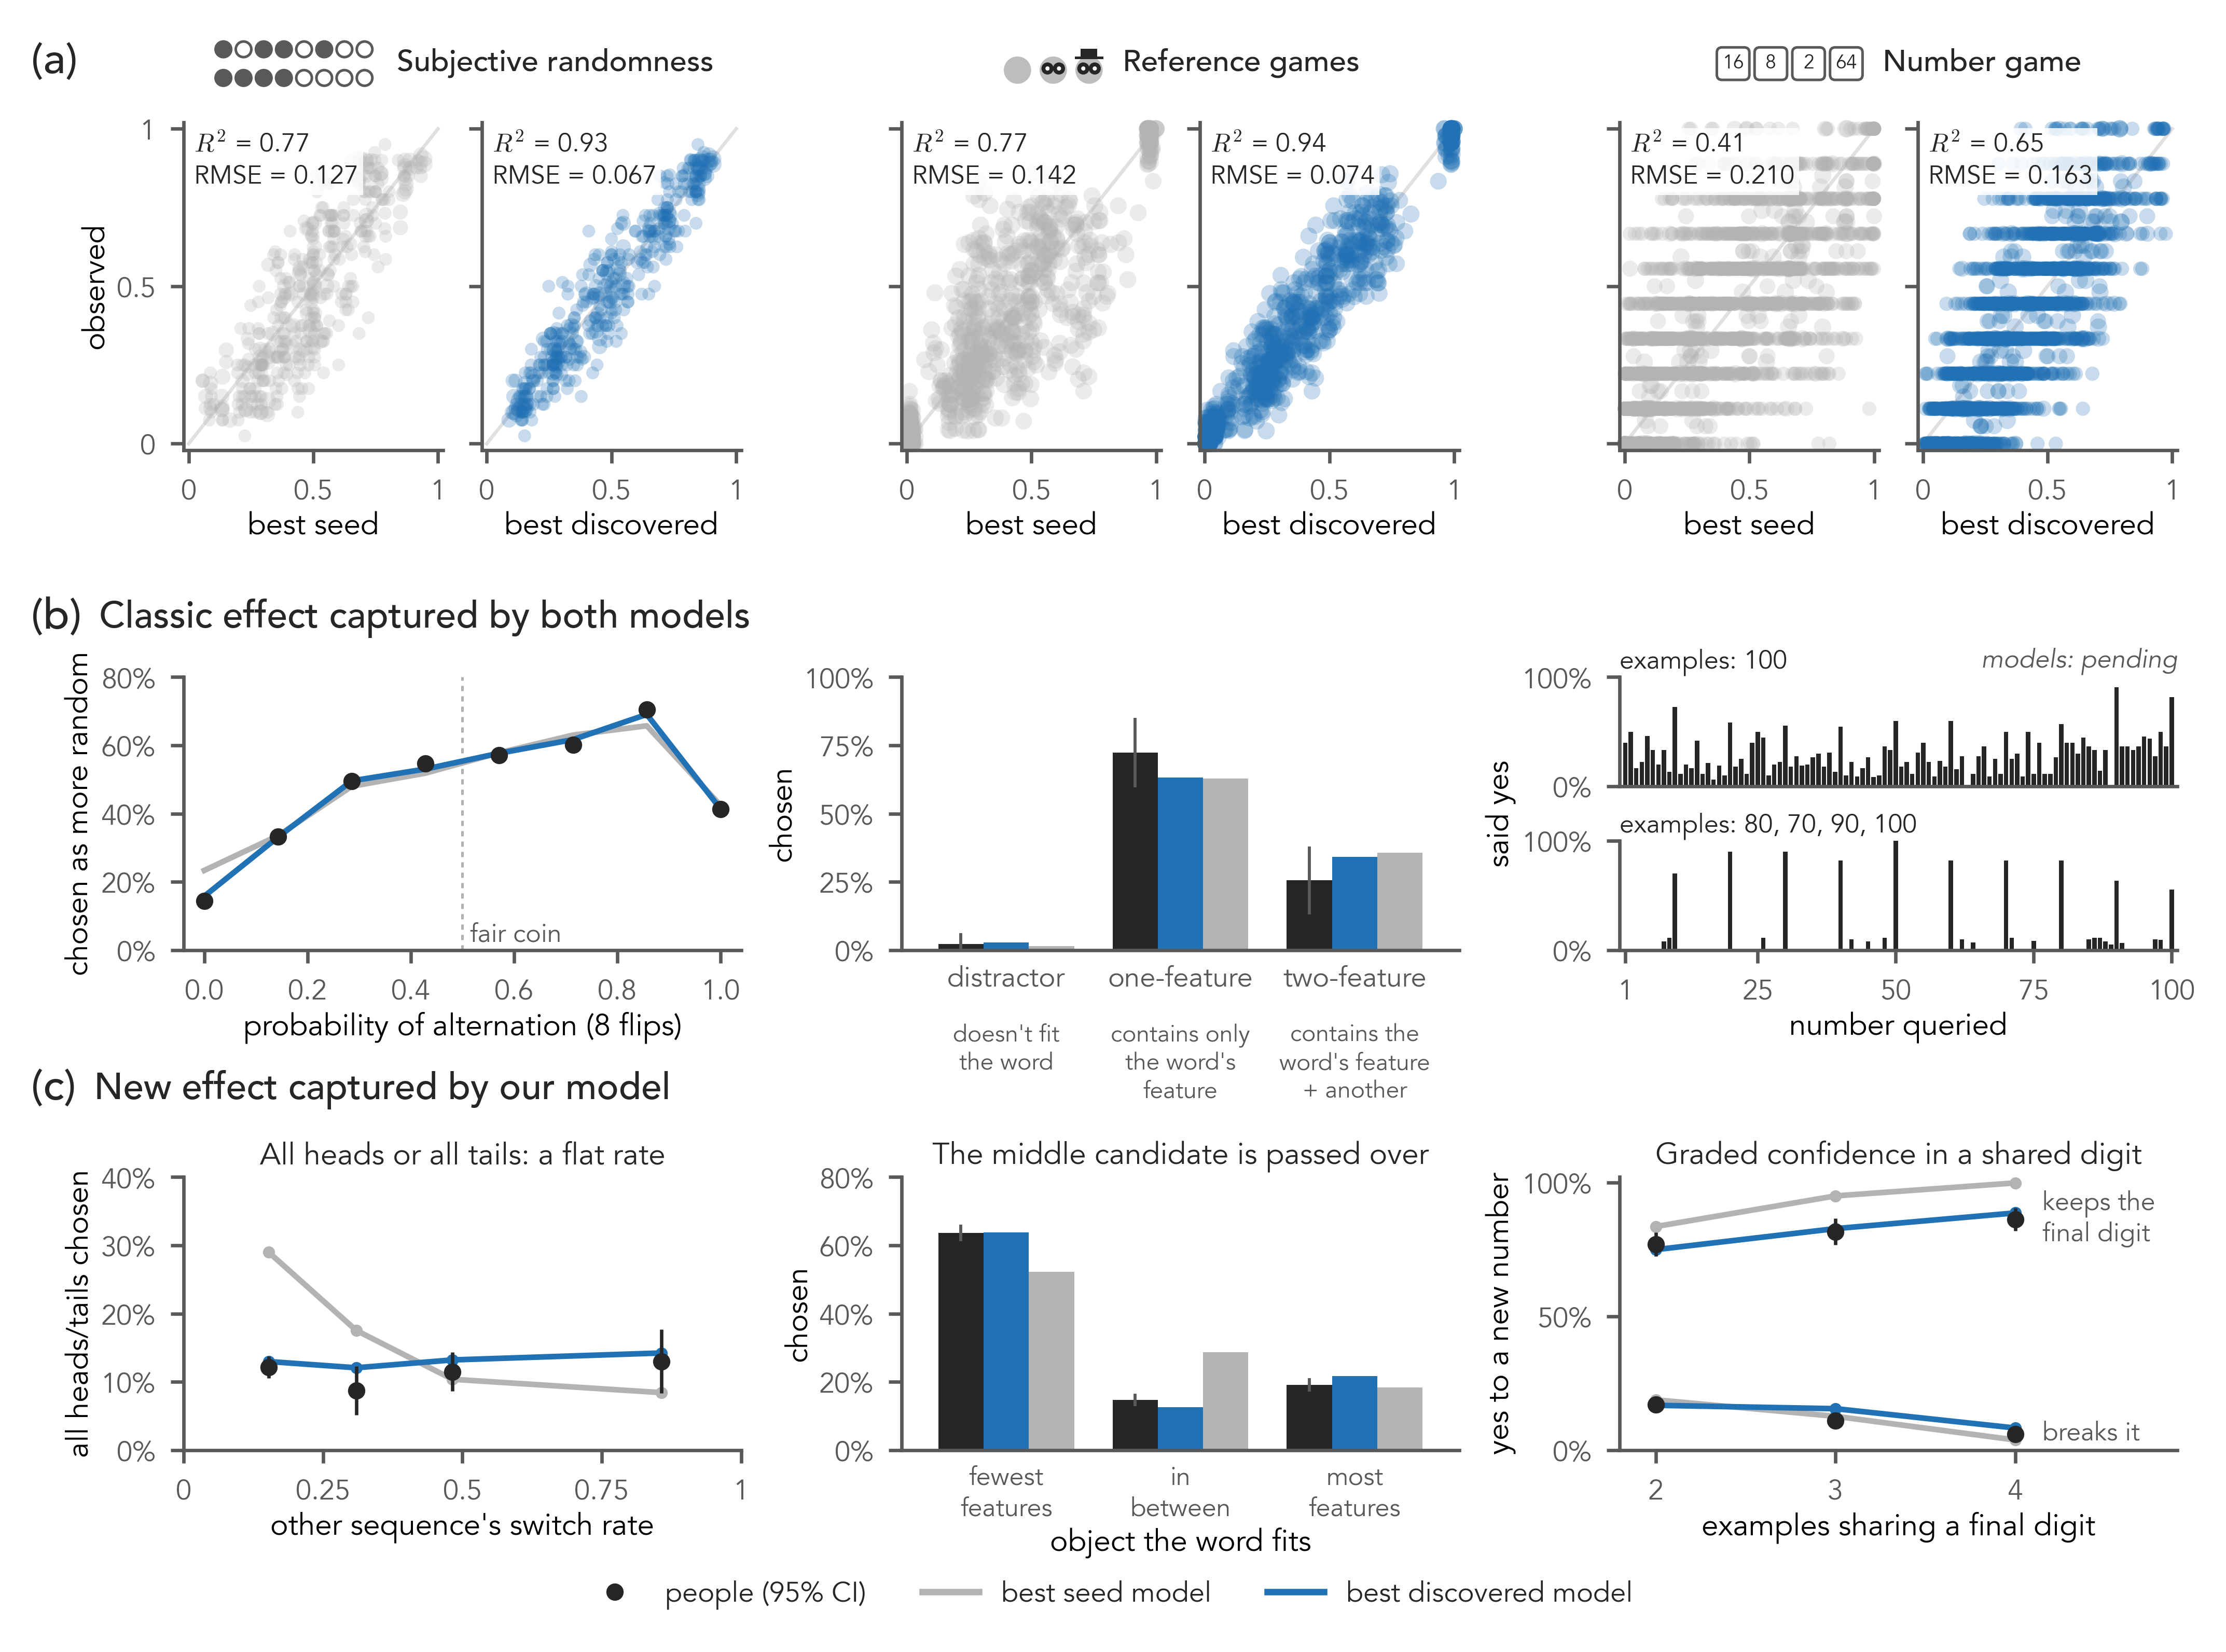 (a)
Subjective randomness
Reference games
16 8 2 64
Number game
R² = 0.77
RMSE = 0.127
R² = 0.93
RMSE = 0.067
R² = 0.77
RMSE = 0.142
R² = 0.94
RMSE = 0.074
R² = 0.41
RMSE = 0.210
R² = 0.65
RMSE = 0.163
observed
1
0.5
0
0 0.5 1
best seed
0 0.5 1
best discovered
0 0.5 1
best seed
0 0.5 1
best discovered
0 0.5 1
best seed
0 0.5 1
best discovered
(b) Classic effect captured by both models
chosen as more random
80%
60%
40%
20%
0%
fair coin
0.0 0.2 0.4 0.6 0.8 1.0
probability of alternation (8 flips)
chosen
100%
75%
50%
25%
0%
distractor
one-feature
two-feature
doesn't fit
the word
contains only
the word's
feature
contains the
word's feature
+ another
said yes
examples: 100
models: pending
100%
0%
examples: 80, 70, 90, 100
100%
0%
1 25 50 75 100
number queried
(c) New effect captured by our model
All heads or all tails: a flat rate
all heads/tails chosen
40%
30%
20%
10%
0%
0 0.25 0.5 0.75 1
other sequence's switch rate
The middle candidate is passed over
chosen
80%
60%
40%
20%
0%
fewest
features
in
between
most
features
object the word fits
Graded confidence in a shared digit
yes to a new number
100%
50%
0%
keeps the
final digit
breaks it
2 3 4
examples sharing a final digit
people (95% CI)
best seed model
best discovered model